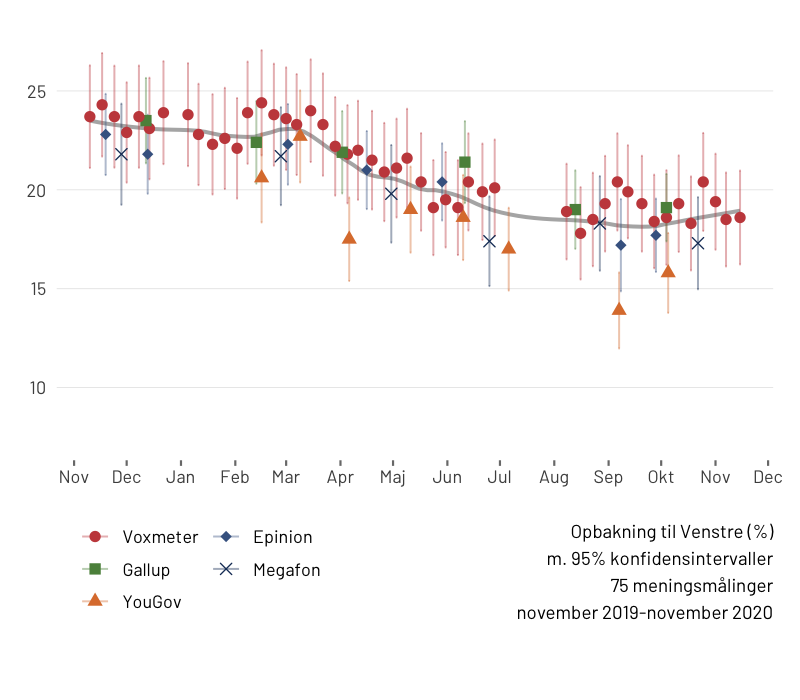 25
20
15
10
Nov Dec Jan Feb Mar Apr Maj Jun Jul Aug Sep Okt Nov Dec
Voxmeter Epinion
Gallup Megafon
YouGov
Opbakning til Venstre (%)
m. 95% konfidensintervaller
75 meningsmålinger
november 2019-november 2020